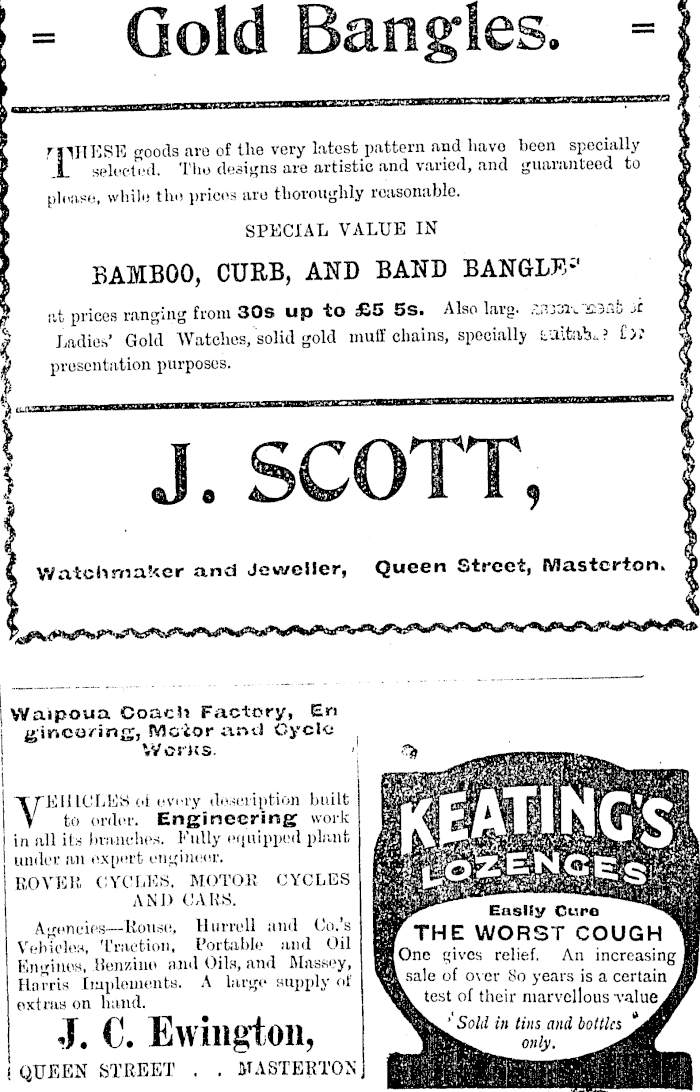 = Gold Bangles. =
THESE goods are of the very latest pattern and have been specially
selected. The designs are artistic and varied, and guaranteed to
please, while the prices are thoroughly reasonable.
SPECIAL VALUE IN
BAMBOO, CURB, AND BAND BANGLES
at prices ranging from 30s up to £5 5s. Also
Ladies' Gold Watches, solid gold muff chains, specially suitable for
presentation purposes.
J. SCOTT,
Watchmaker and Jeweller, Queen Street, Masterton.
Waipoua Coach Factory, En
gineering, Motor and Cycle
Works.
VEHICLES of every description built
to order. Engineering work
in all its branches. Fully equipped plant
under an expert engineer.
ROVER CYCLES, MOTOR CYCLES
AND CARS.
Agencies—Rouse, Hurrell and Co.'s
Vehicles, Traction, Portable and Oil
Engines, Benzine and Oils, and Massey,
Harris Implements. A large supply of
extras on hand.
J. C. Ewington,
QUEEN STREET . . MASTERTON
KEATING'S
LOZENGES
Easily Cure
THE WORST COUGH
One gives relief. An increasing
sale of over 80 years is a certain
test of their marvellous value
Sold in tins and bottles
only.